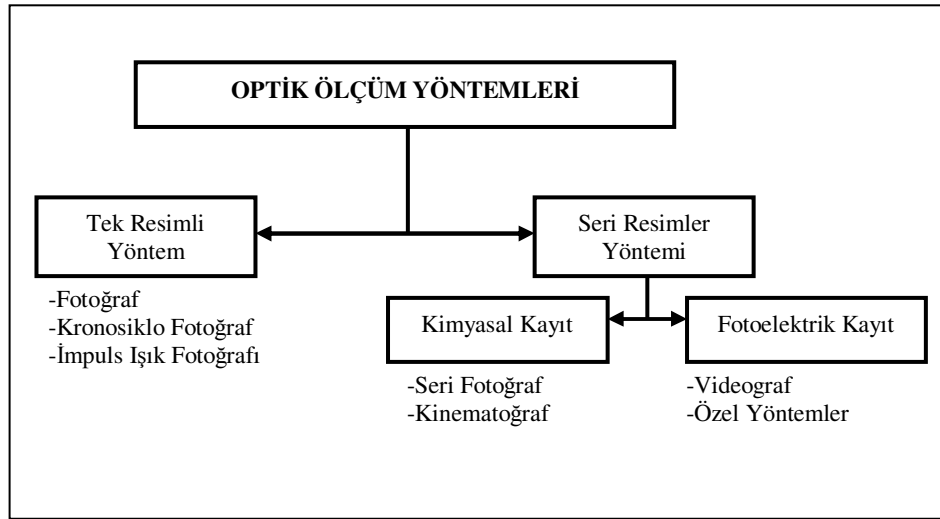 OPTİK ÖLÇÜM YÖNTEMLERİ
Tek Resimli
Yöntem
-Fotoğraf
-Kronosiklo Fotoğraf
-İmpuls Işık Fotoğrafı
Seri Resimler
Yöntemi
Kimyasal Kayıt
-Seri Fotoğraf
-Kinematoğraf
Fotoelektrik Kayıt
-Videograf
-Özel Yöntemler